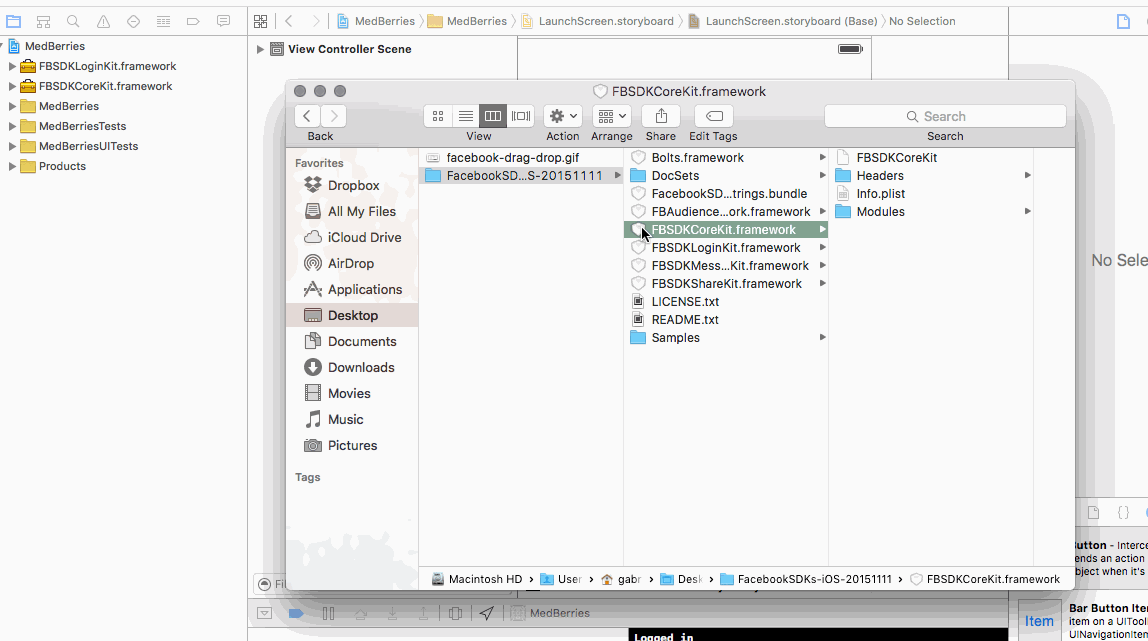 MedBerries
MedBerries
LaunchScreen.storyboard
LaunchScreen.storyboard (Base)
No Selection
MedBerries
FBSDKLoginKit.framework
FBSDKCoreKit.framework
MedBerries
MedBerriesTests
MedBerriesUITests
Products
View Controller Scene
FBSDKCoreKit.framework
Search
Back
View
Action
Arrange
Share
Edit Tags
Search
Favorites
Dropbox
All My Files
iCloud Drive
AirDrop
Applications
Desktop
Documents
Downloads
Movies
Music
Pictures
Tags
facebook-drag-drop.gif
FacebookSD...S-20151111
Bolts.framework
DocSets
FacebookSD...trings.bundle
FBAudience...ork.framework
FBSDKCoreKit.framework
FBSDKLoginKit.framework
FBSDKMess...Kit.framework
FBSDKShareKit.framework
LICENSE.txt
README.txt
Samples
FBSDKCoreKit
Headers
Info.plist
Modules
Macintosh HD
User
gabr
Desk
FacebookSDKs-iOS-20151111
FBSDKCoreKit.framework
No Sele
Fi
MedBerries
Logged in
utton - Interce
ends an action
bject when it's
Item
Bar Button Ite
item on a UITool
UINavigationIter